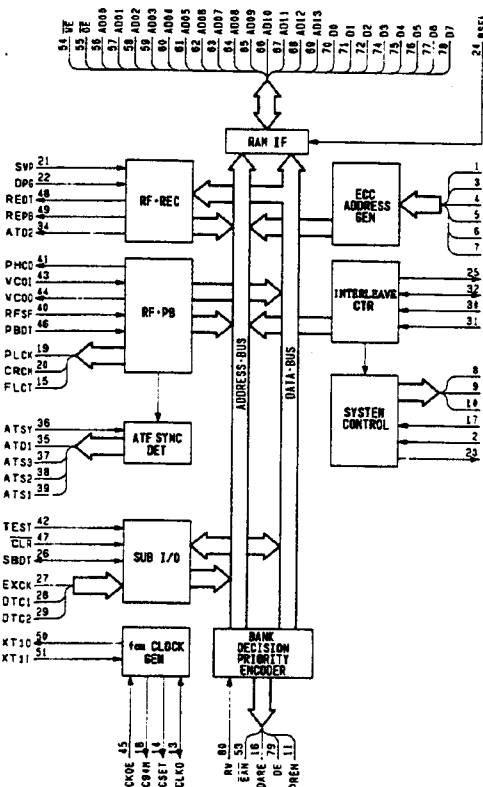 54 WE
55 OE
56 AD00
57 AD01
58 AD02
59 AD03
60 AD04
61 AD05
62 AD06
63 AD07
64 AD08
65 AD09
66 AD10
67 AD11
68 AD12
69 AD13
70 D0
71 D1
72 D2
74 D3
75 D4
76 D5
77 D6
78 D7
24
RAM IF
SVP 21
DPG 22
REDT 48
REPB 49
ATD2 34
RF-REC
ECC
ADDRESS
GEN
1
3
4
5
6
7
PHCO 41
VCOI 43
VCOO 44
RFSF 40
PBDT 46
PLCK 19
CRCK 20
FLCT 15
RF-PB
INTERLEAVE
CTR
25
32
30
31
ADDRESS-BUS
DATA-BUS
SYSTEM
CONTROL
8
9
10
17
2
23
ATSY 36
ATD1 35
ATS3 37
ATS2 38
ATS1 39
ATF SYNC
DET
TEST 42
CLR 47
SBDT 26
EXCK 27
DTC1 28
DTC2 29
SUB I/O
XT1O 50
XT1I 51
CLOCK
GEN
BANK
DECISION
PRIORITY
ENCODER
CKOE 45
C94M 18
CSET 14
CLKO 13
RV 80
EAN 53
DARE 16
DE 79
PREN 11